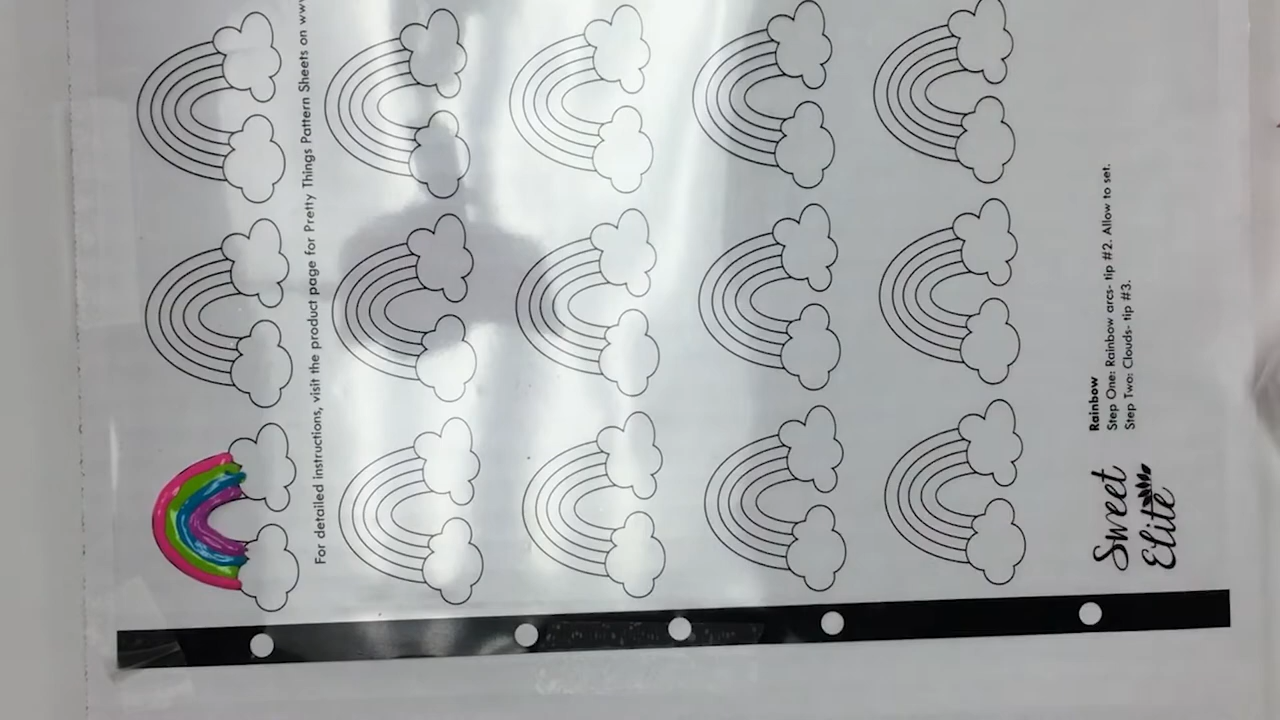 For detailed instructions, visit the product page for Pretty Things Pattern Sheets on
Rainbow
Step One: Rainbow arcs- tip #2. Allow to set.
Step Two: Clouds- tip #3.
Sweet
Elite